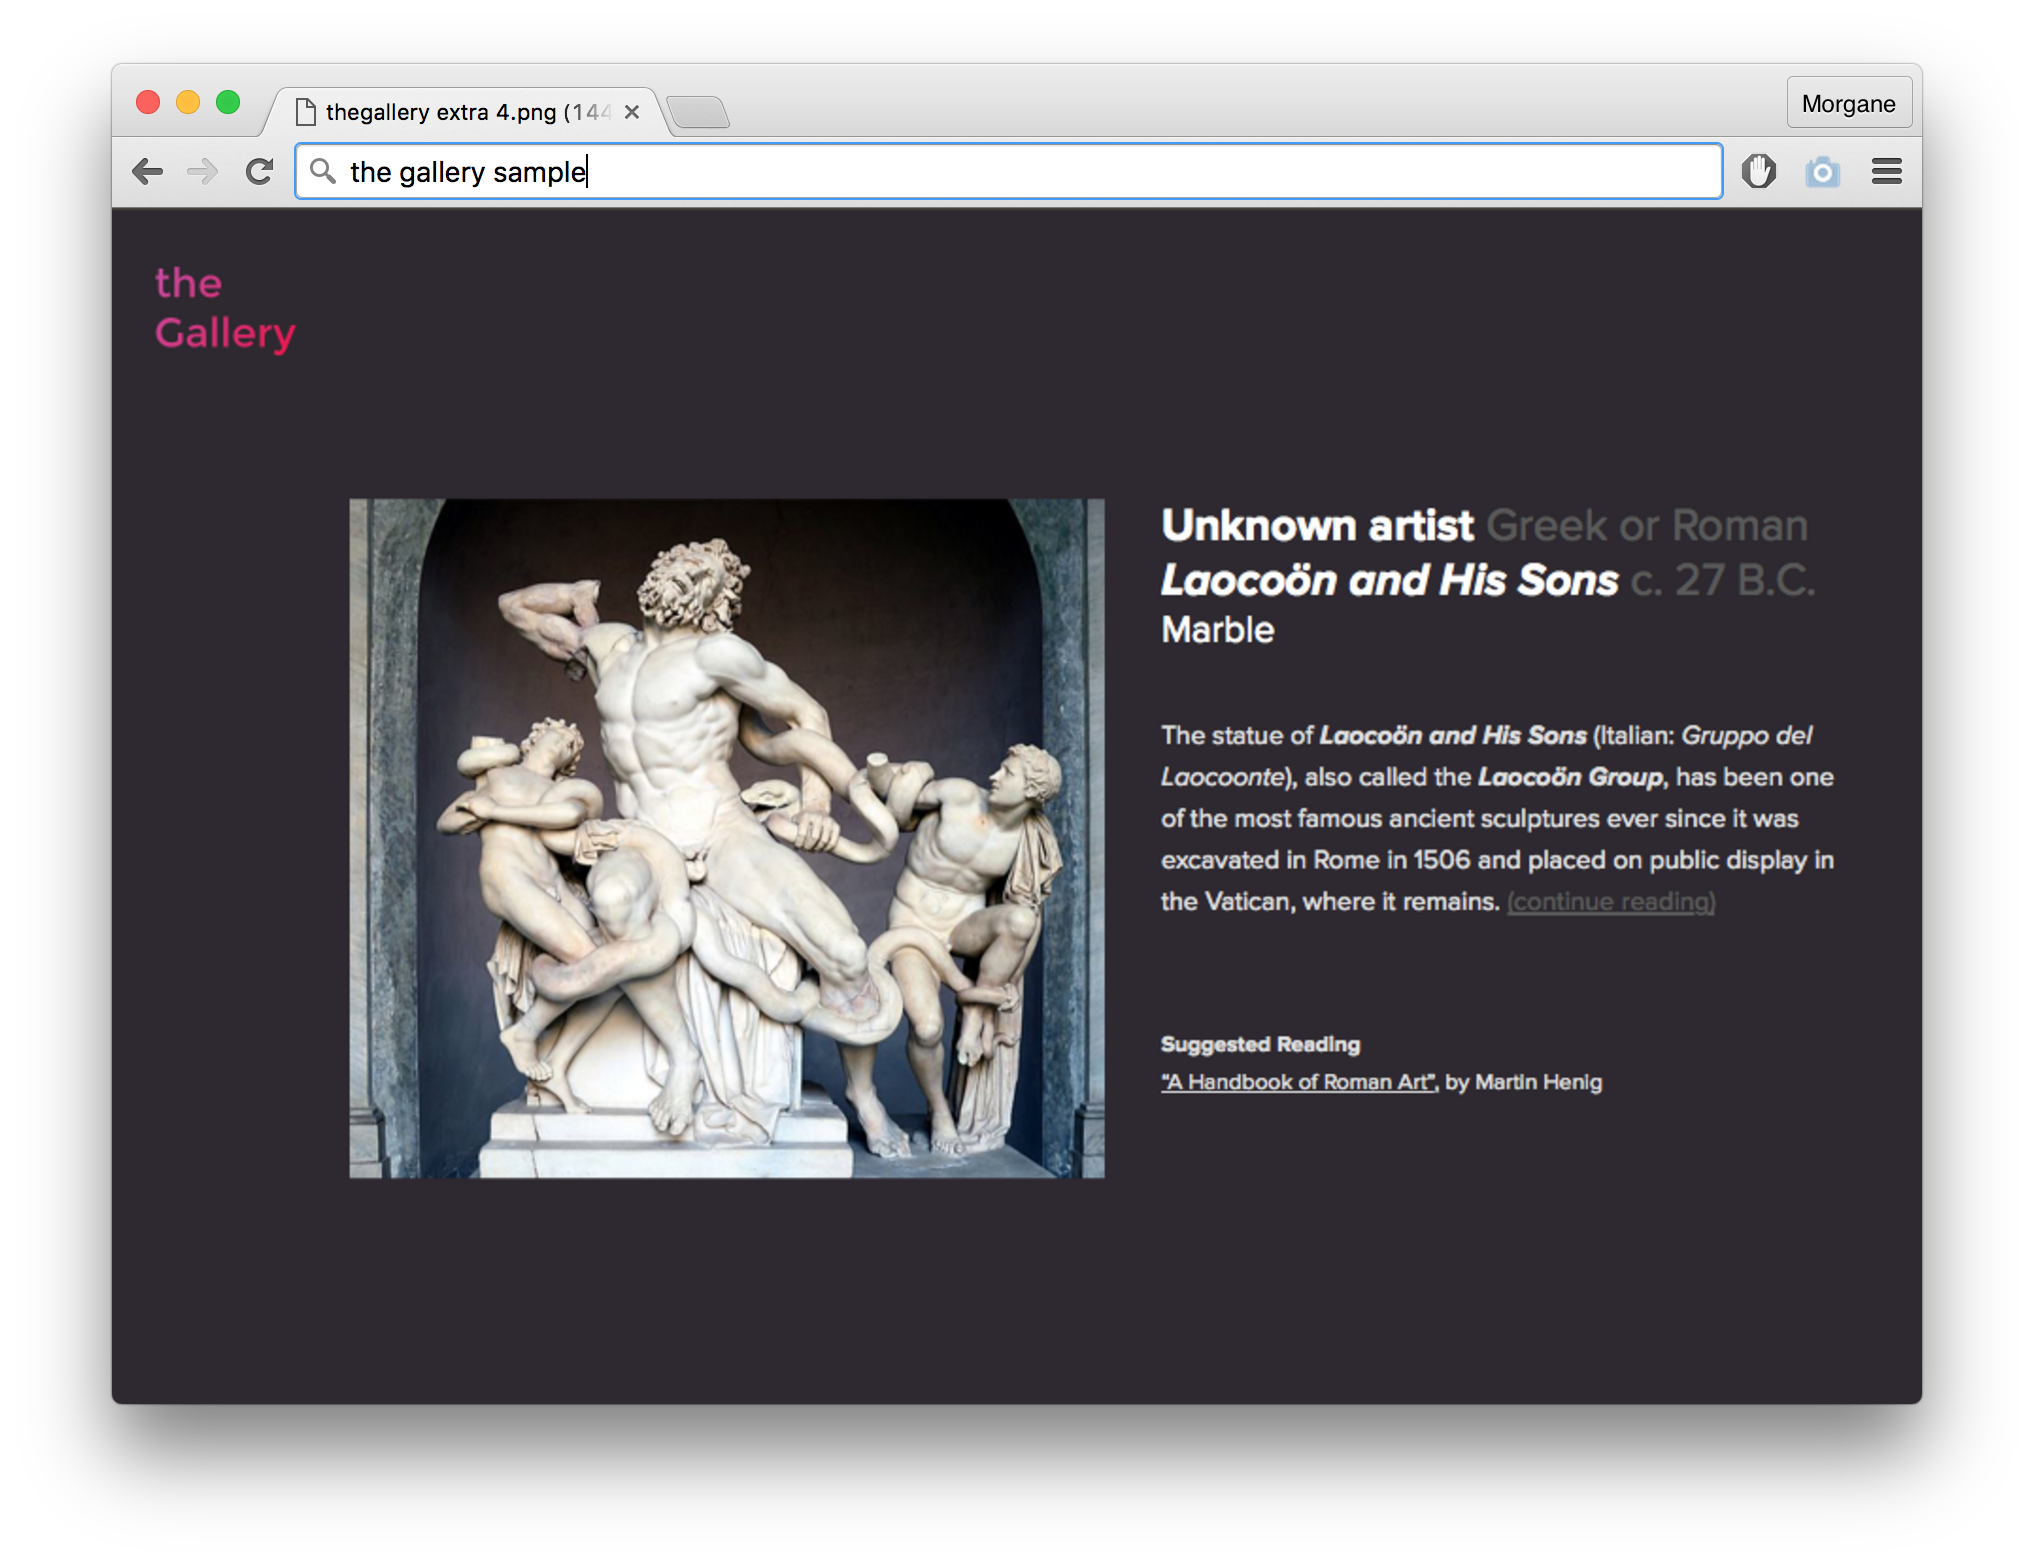 thegallery extra 4.png (144
Morgane
the gallery sample
the
Gallery
Unknown artist Greek or Roman
Laocoön and His Sons c. 27 B.C.
Marble
The statue of Laocoön and His Sons (Italian: Gruppo del
Laocoonte), also called the Laocoön Group, has been one
of the most famous ancient sculptures ever since it was
excavated in Rome in 1506 and placed on public display in
the Vatican, where it remains. (continue reading)
Suggested Reading
“A Handbook of Roman Art”, by Martin Henig